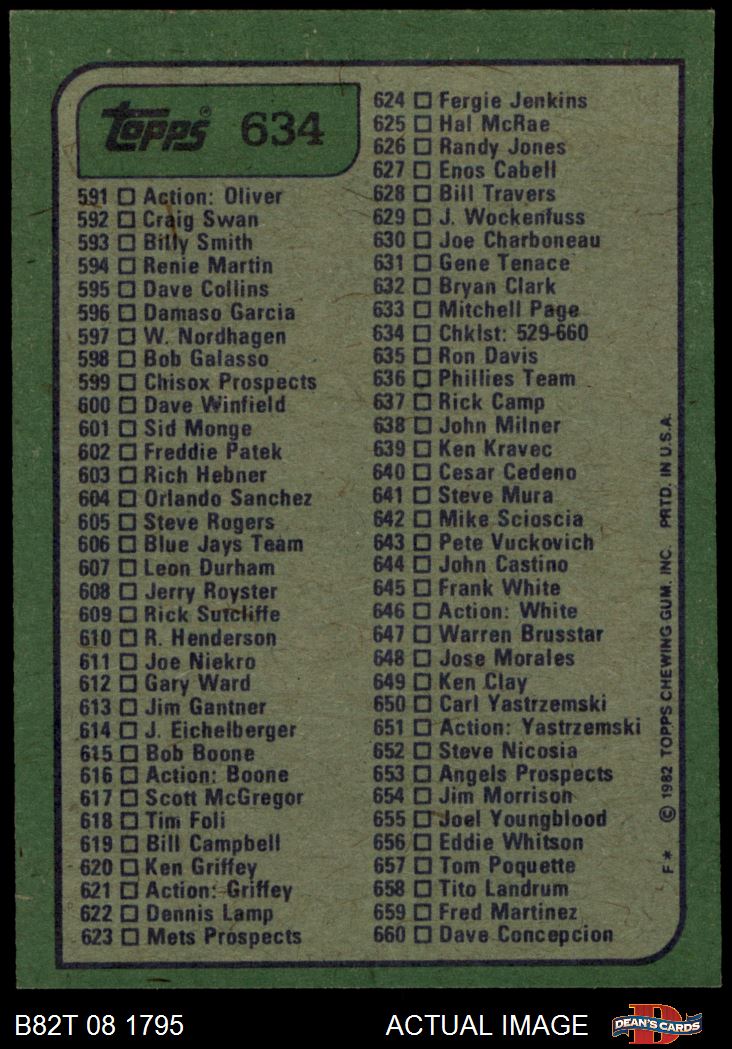 Topps® 634
591 □ Action: Oliver
592 □ Craig Swan
593 □ Billy Smith
594 □ Renie Martin
595 □ Dave Collins
596 □ Damaso Garcia
597 □ W. Nordhagen
598 □ Bob Galasso
599 □ Chisox Prospects
600 □ Dave Winfield
601 □ Sid Monge
602 □ Freddie Patek
603 □ Rich Hebner
604 □ Orlando Sanchez
605 □ Steve Rogers
606 □ Blue Jays Team
607 □ Leon Durham
608 □ Jerry Royster
609 □ Rick Sutcliffe
610 □ R. Henderson
611 □ Joe Niekro
612 □ Gary Ward
613 □ Jim Gantner
614 □ J. Eichelberger
615 □ Bob Boone
616 □ Action: Boone
617 □ Scott McGregor
618 □ Tim Foli
619 □ Bill Campbell
620 □ Ken Griffey
621 □ Action: Griffey
622 □ Dennis Lamp
623 □ Mets Prospects
624 □ Fergie Jenkins
625 □ Hal McRae
626 □ Randy Jones
627 □ Enos Cabell
628 □ Bill Travers
629 □ J. Wockenfuss
630 □ Joe Charboneau
631 □ Gene Tenace
632 □ Bryan Clark
633 □ Mitchell Page
634 □ Chklst: 529-660
635 □ Ron Davis
636 □ Phillies Team
637 □ Rick Camp
638 □ John Milner
639 □ Ken Kravec
640 □ Cesar Cedeno
641 □ Steve Mura
642 □ Mike Scioscia
643 □ Pete Vuckovich
644 □ John Castino
645 □ Frank White
646 □ Action: White
647 □ Warren Brusstar
648 □ Jose Morales
649 □ Ken Clay
650 □ Carl Yastrzemski
651 □ Action: Yastrzemski
652 □ Steve Nicosia
653 □ Angels Prospects
654 □ Jim Morrison
655 □ Joel Youngblood
656 □ Eddie Whitson
657 □ Tom Poquette
658 □ Tito Landrum
659 □ Fred Martinez
660 □ Dave Concepcion
F* © 1982 TOPPS CHEWING GUM, INC. PRTD. IN U.S.A.
B82T 08 1795 ACTUAL IMAGE
D
DEAN'S CARDS